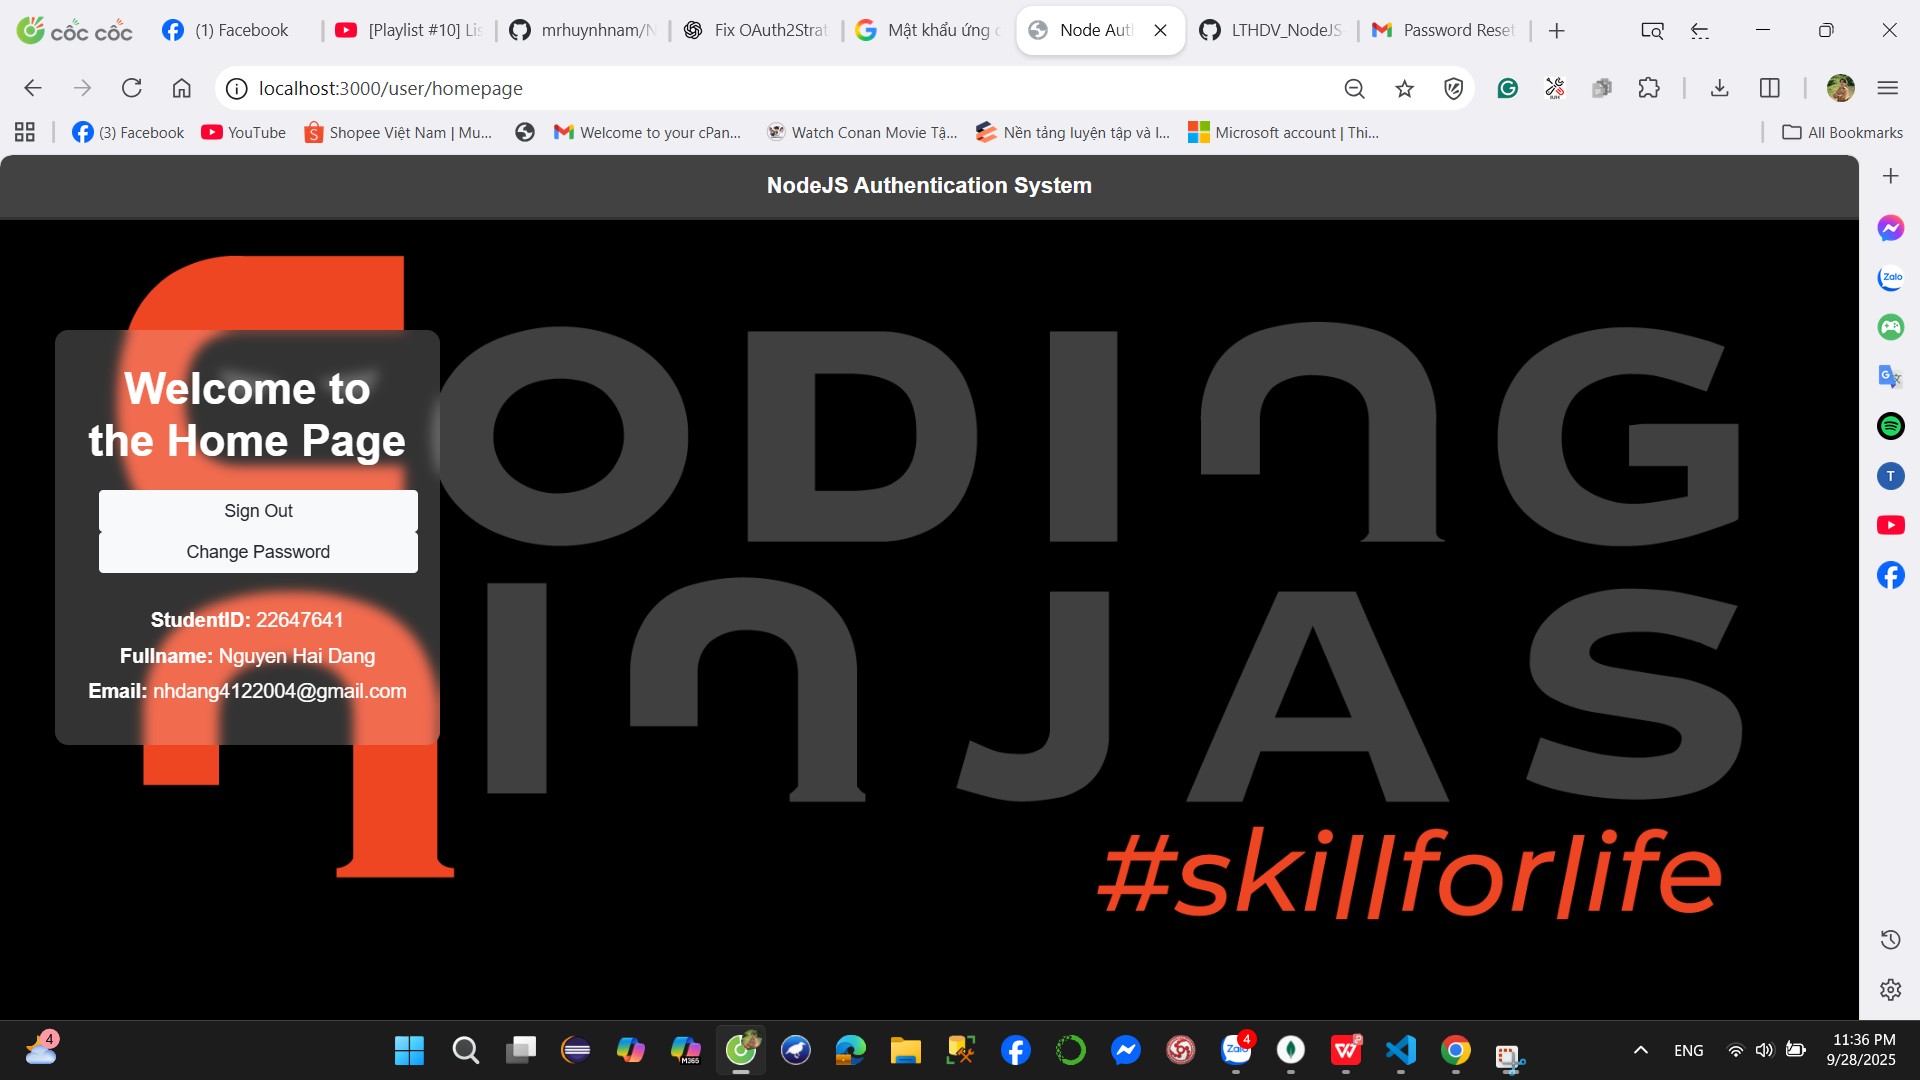 cốc cốc
(1) Facebook
[Playlist #10] Lis
mrhuynhnam/N
Fix OAuth2Strat
Mật khẩu ứng c
Node Auth
LTHDV_NodeJS
Password Reset
localhost:3000/user/homepage
(3) Facebook
YouTube
Shopee Việt Nam | Mu...
Welcome to your cPan...
Watch Conan Movie Tậ...
Nền tảng luyện tập và l...
Microsoft account | Thi...
All Bookmarks
NodeJS Authentication System
CODING
NINJAS
#skillforlife
Welcome to
the Home Page
Sign Out
Change Password
StudentID: 22647641
Fullname: Nguyen Hai Dang
Email: nhdang4122004@gmail.com
Zalo
T
4
M365
Zalo
4
ENG
11:36 PM
9/28/2025